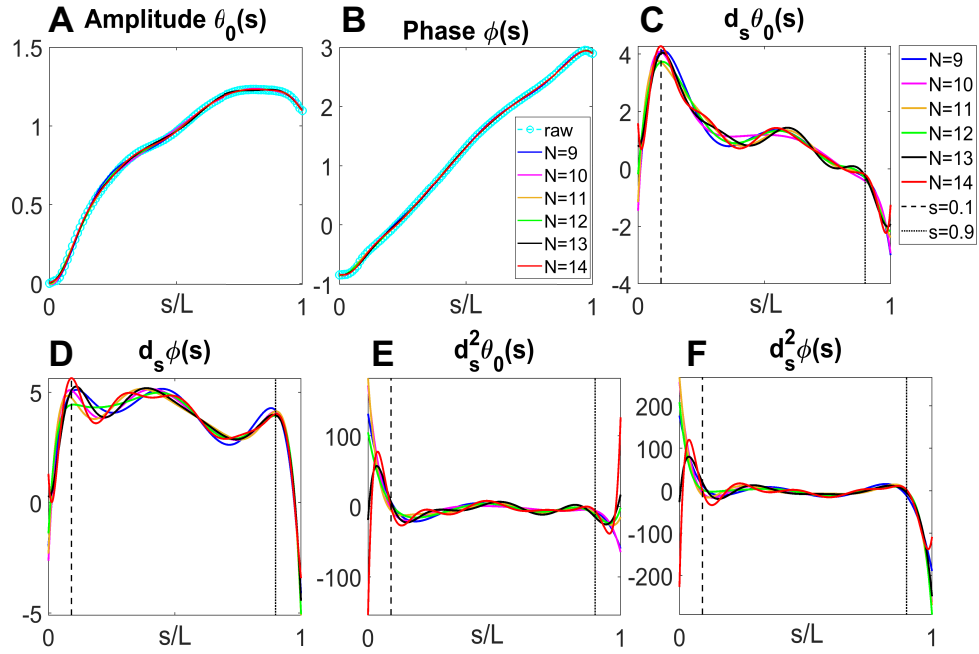 A Amplitude θ0(s)
1.5
1
0.5
0
0
s/L
1
B Phase ϕ(s)
3
2
1
0
-1
0
s/L
1
raw
N=9
N=10
N=11
N=12
N=13
N=14
C dsθ0(s)
4
2
0
-2
-4
0
s/L
1
N=9
N=10
N=11
N=12
N=13
N=14
s=0.1
s=0.9
D dsϕ(s)
5
0
-5
0
s/L
1
E ds²θ0(s)
100
0
-100
0
s/L
1
F ds²ϕ(s)
200
100
0
-100
-200
0
s/L
1